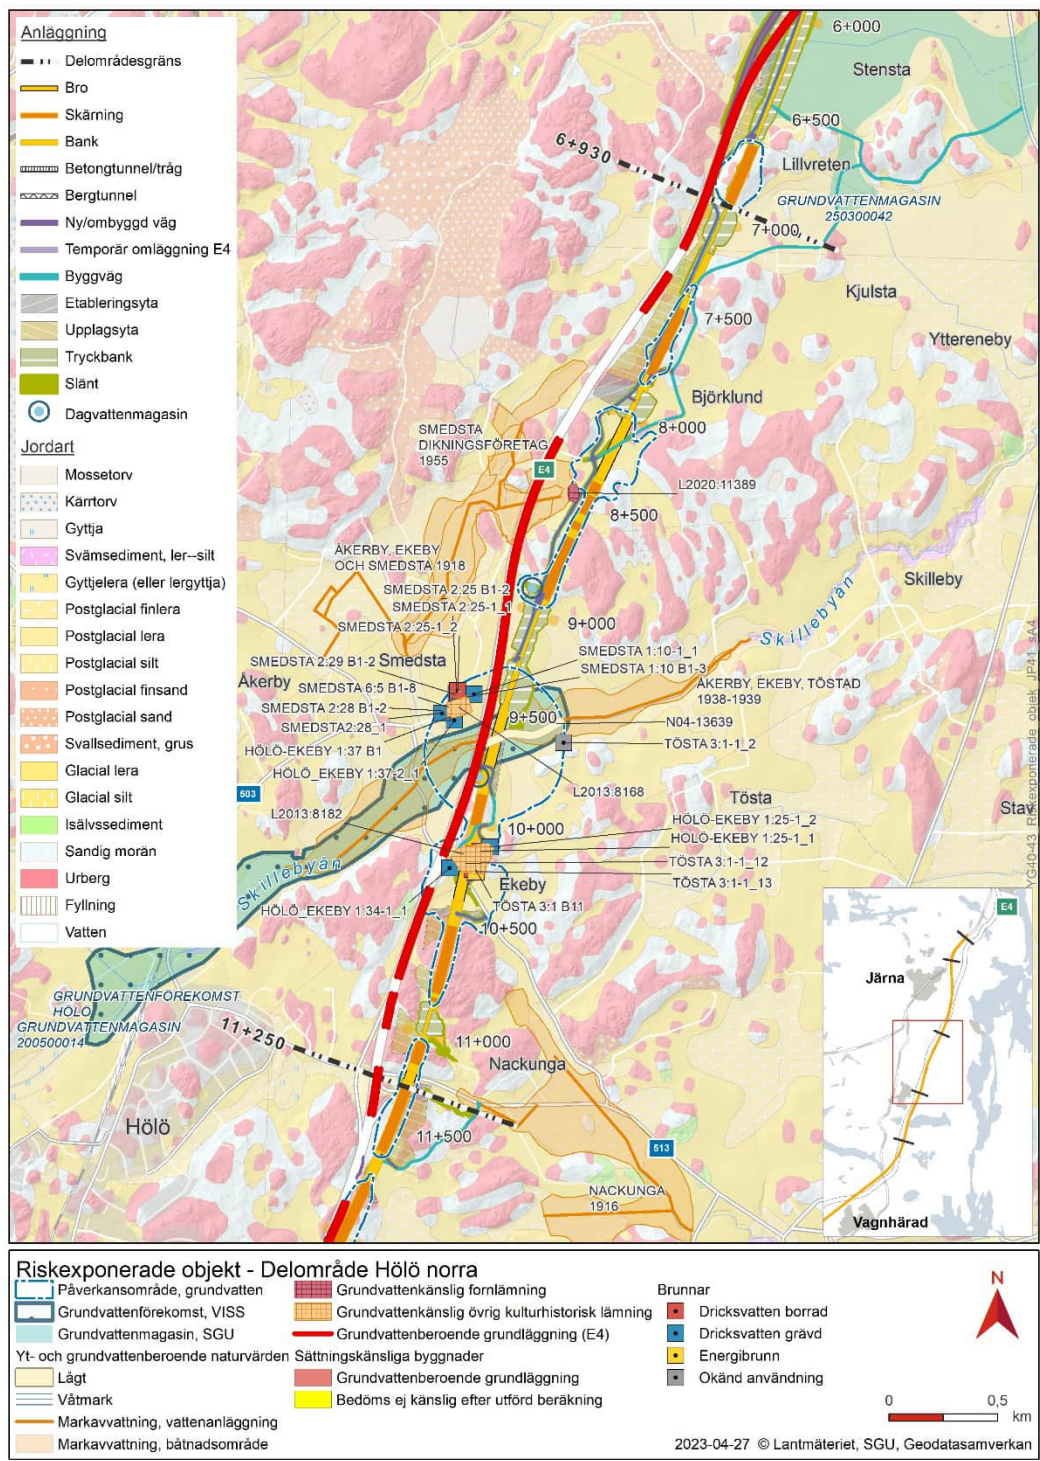 Anläggning
Delområdesgräns
Bro
Skärning
Bank
Betongtunnel/tråg
Bergtunnel
Ny/ombyggd väg
Temporär omläggning E4
Byggväg
Etableringsyta
Upplagsyta
Tryckbank
Slänt
Dagvattenmagasin
Jordart
Mossetorv
Kärrtorv
Gyttja
Svämsediment, ler--silt
Gyttjelera (eller lergyttja)
Postglacial finlera
Postglacial lera
Postglacial silt
Postglacial finsand
Postglacial sand
Svallsediment, grus
Glacial lera
Glacial silt
Isälvssediment
Sandig morän
Urberg
Fyllning
Vatten
6+000
Stensta
6+500
6+930
Lillvreten
GRUNDVATTENMAGASIN
250300042
7+000
Kjulsta
7+500
Yttereneby
Björklund
8+000
SMEDSTA
DIKNINGSFÖRETAG
1955
E4
L2020:11389
8+500
ÅKERBY, EKEBY
OCH SMEDSTA 1918
Skilleby
SMEDSTA 2:25 B1-2
SMEDSTA 2:25-1_1
9+000
Skillebyån
SMEDSTA 2:25-1_2
SMEDSTA 1:10-1_1
SMEDSTA 2:29 B1-2
Smedsta
SMEDSTA 1:10 B1-3
Åkerby
SMEDSTA 6:5 B1-8
ÅKERBY, EKEBY, TÖSTAD
1938-1939
SMEDSTA 2:28 B1-2
9+500
N04-13639
SMEDSTA2:28_1
TÖSTA 3:1-1_2
HÖLÖ-EKEBY 1:37 B1
HÖLÖ_EKEBY 1:37-2_1
503
L2013:8168
Tösta
Stav
L2013:8182
10+000
HÖLÖ-EKEBY 1:25-1_2
HÖLÖ-EKEBY 1:25-1_1
TÖSTA 3:1-1_12
Skillebyån
Ekeby
TÖSTA 3:1-1_13
HÖLÖ_EKEBY 1:34-1_1
TÖSTA 3:1 B11
10+500
GRUNDVATTENFÖREKOMST
HÖLÖ
GRUNDVATTENMAGASIN
200500014
11+250
11+000
Nackunga
Hölö
11+500
513
NACKUNGA
1916
YG40-43_Riskexponerade_objek_JP41_sA4
E4
Järna
Vagnhärad
Riskexponerade objekt - Delområde Hölö norra
Påverkansområde, grundvatten
Grundvattenförekomst, VISS
Grundvattenmagasin, SGU
Yt- och grundvattenberoende naturvärden
Lågt
Våtmark
Markavvattning, vattenanläggning
Markavvattning, båtnadsområde
Grundvattenkänslig fornlämning
Grundvattenkänslig övrig kulturhistorisk lämning
Grundvattenberoende grundläggning (E4)
Sättningskänsliga byggnader
Grundvattenberoende grundläggning
Bedöms ej känslig efter utförd beräkning
Brunnar
Dricksvatten borrad
Dricksvatten grävd
Energibrunn
Okänd användning
N
0 0,5
km
2023-04-27 © Lantmäteriet, SGU, Geodatasamverkan